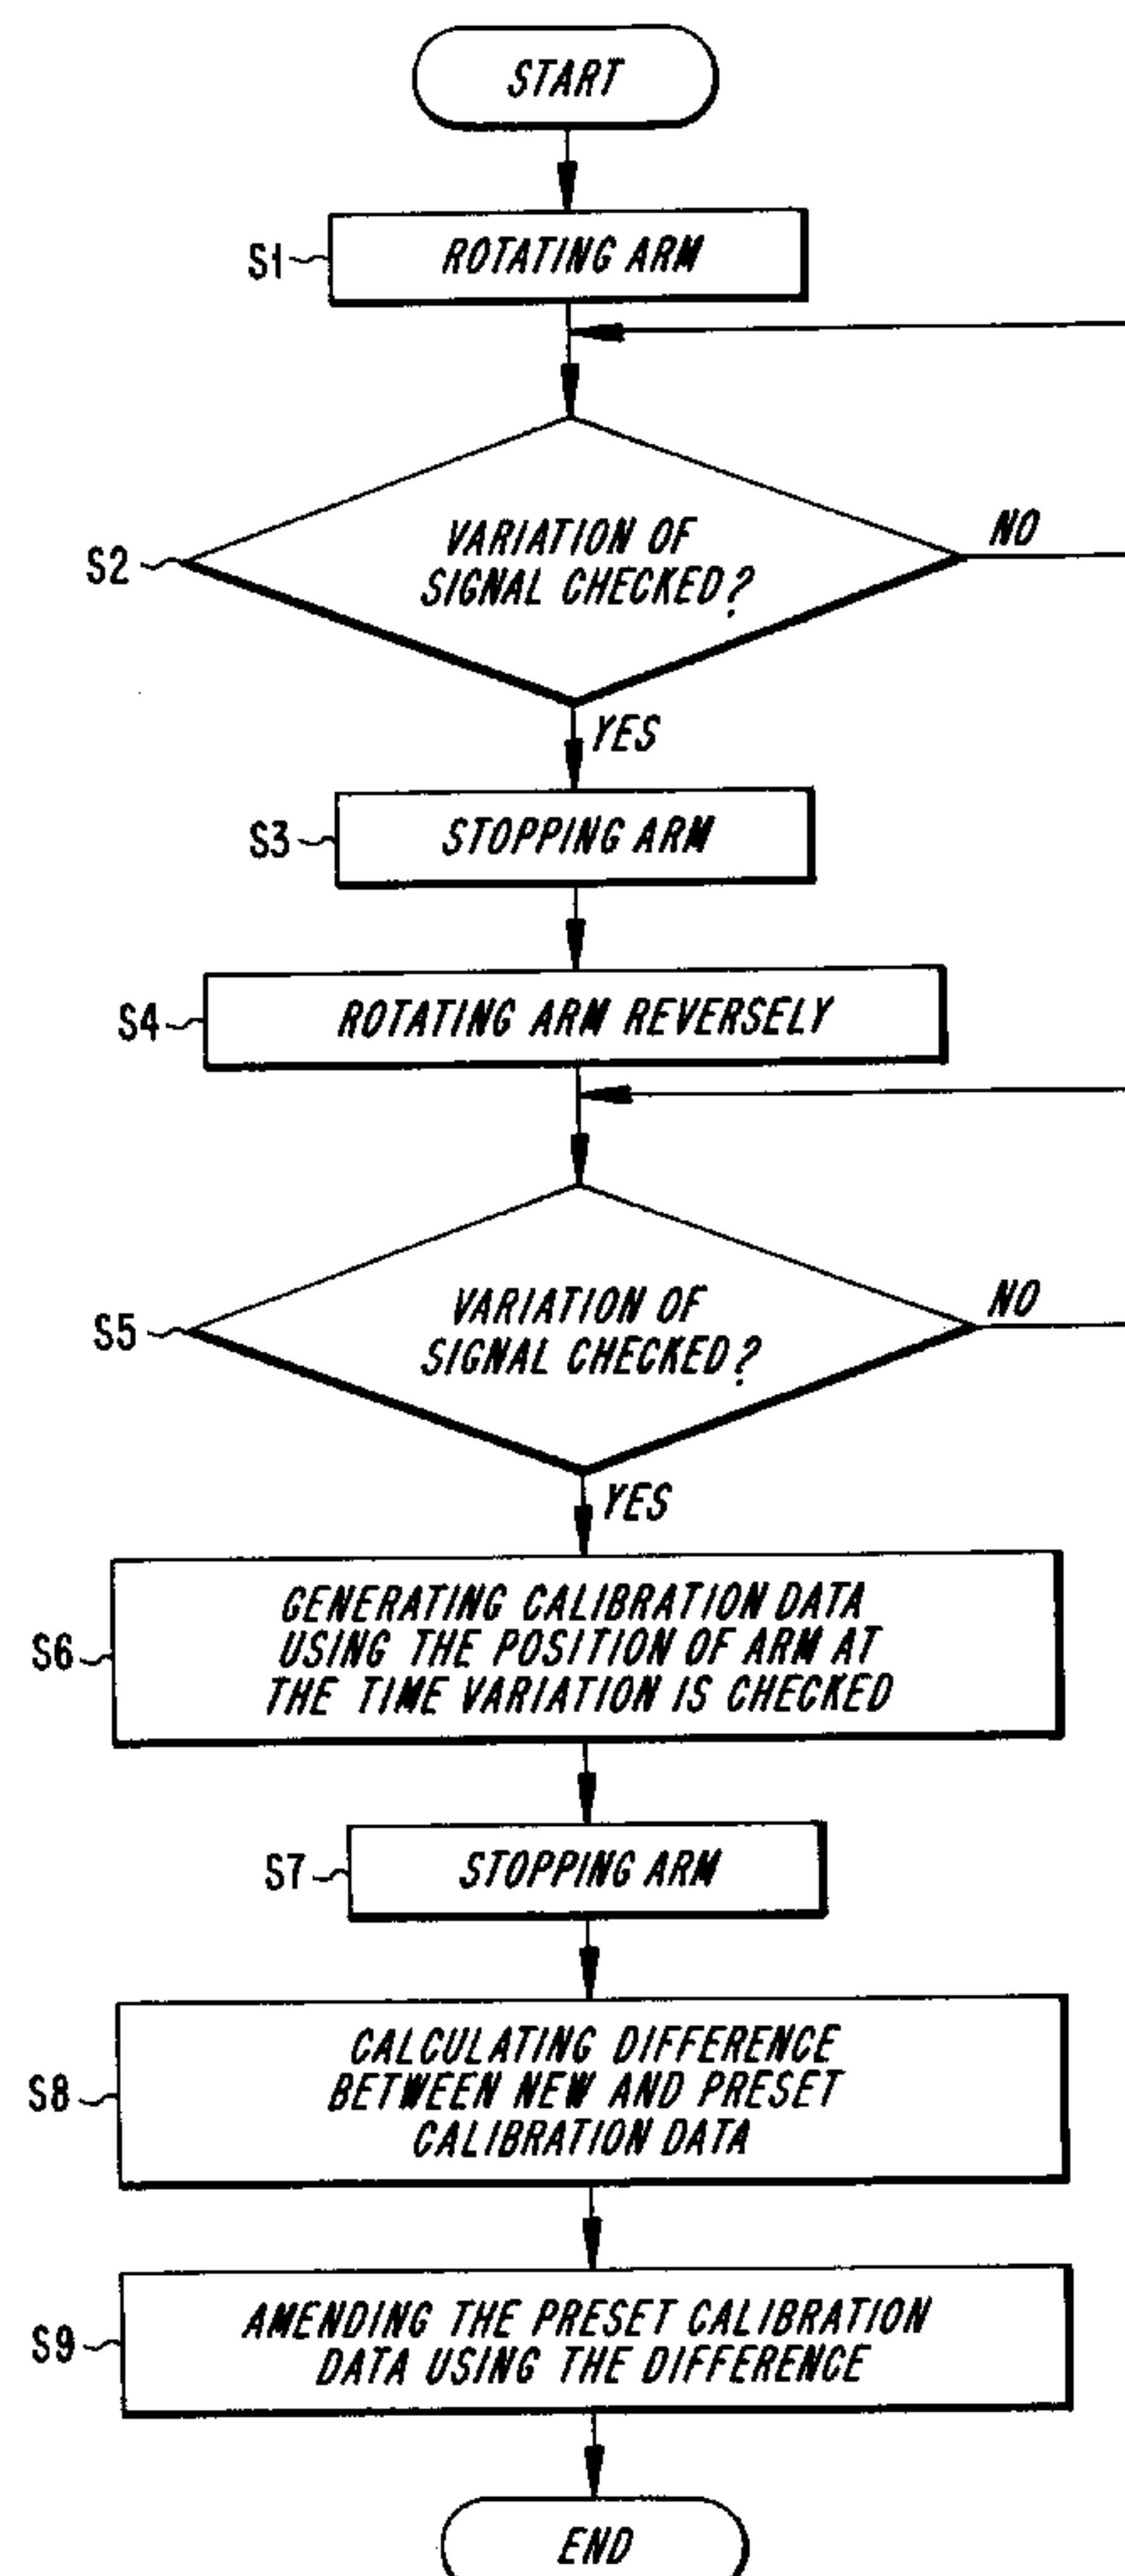 START
S1
ROTATING ARM
S2
VARIATION OF
SIGNAL CHECKED?
NO
YES
S3
STOPPING ARM
S4
ROTATING ARM REVERSELY
S5
VARIATION OF
SIGNAL CHECKED?
NO
YES
S6
GENERATING CALIBRATION DATA
USING THE POSITION OF ARM AT
THE TIME VARIATION IS CHECKED
S7
STOPPING ARM
S8
CALCULATING DIFFERENCE
BETWEEN NEW AND PRESET
CALIBRATION DATA
S9
AMENDING THE PRESET CALIBRATION
DATA USING THE DIFFERENCE
END